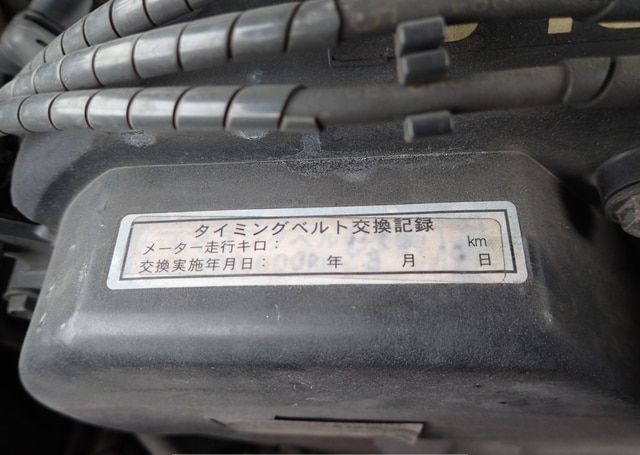 タイミングベルト交換記録
メーター走行キロ： km
交換実施年月日： 年 月 日